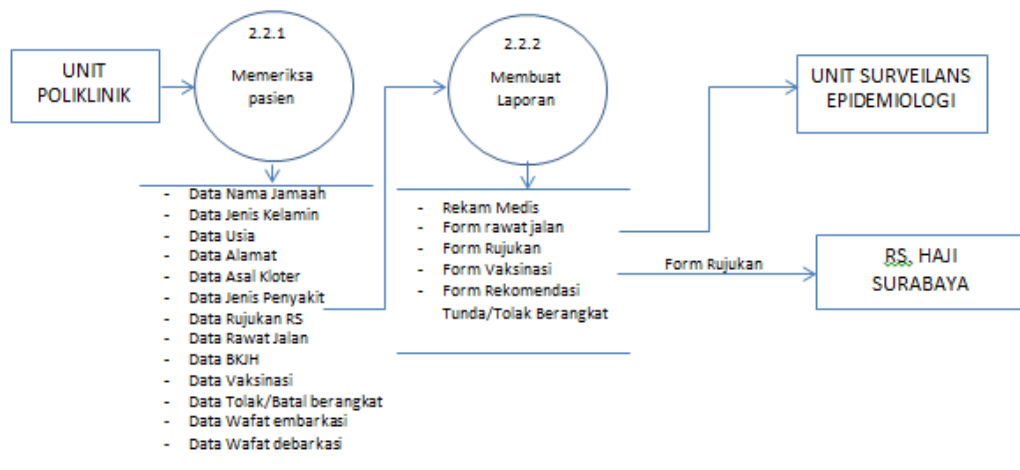 UNIT
POLIKLINIK
2.2.1
Memeriksa
pasien
2.2.2
Membuat
Laporan
UNIT SURVEILANS
EPIDEMIOLOGI
- Data Nama Jamaah
- Data Jenis Kelamin
- Data Usia
- Data Alamat
- Data Asal Kloter
- Data Jenis Penyakit
- Data Rujukan RS
- Data Rawat Jalan
- Data BKJH
- Data Vaksinasi
- Data Tolak/Batal berangkat
- Data Wafat embarkasi
- Data Wafat debarkasi
- Rekam Medis
- Form rawat jalan
- Form Rujukan
- Form Vaksinasi
- Form Rekomendasi
Tunda/Tolak Berangkat
Form Rujukan
RS. HAJI
SURABAYA